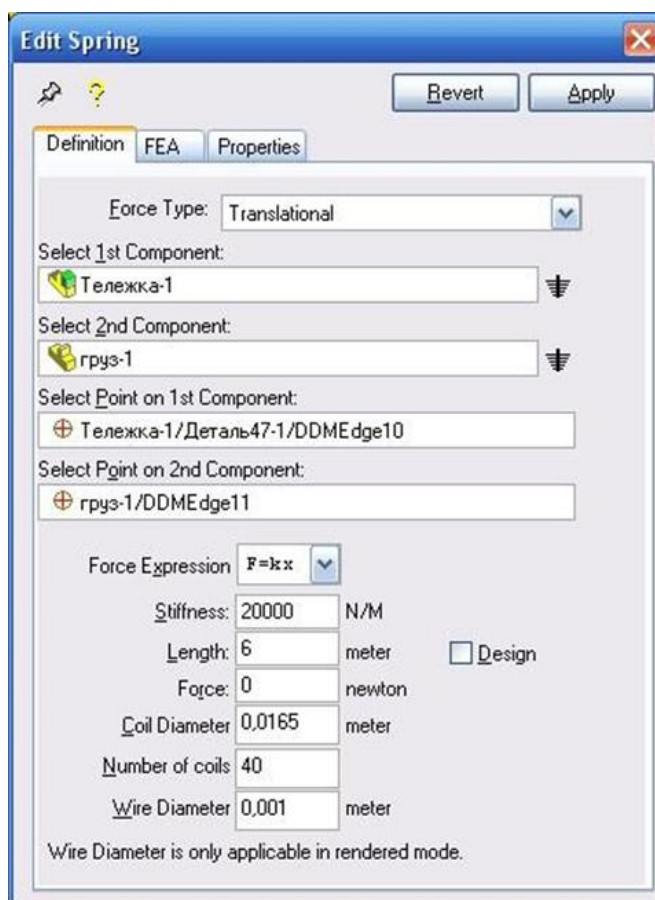 Edit Spring
Revert Apply
Definition FEA Properties
Force Type: Translational
Select 1st Component:
Тележка-1
Select 2nd Component:
груз-1
Select Point on 1st Component:
Тележка-1/Деталь47-1/DDMEdge10
Select Point on 2nd Component:
груз-1/DDMEdge11
Force Expression F=kx
Stiffness: 20000 N/M
Length: 6 meter Design
Force: 0 newton
Coil Diameter 0,0165 meter
Number of coils 40
Wire Diameter 0,001 meter
Wire Diameter is only applicable in rendered mode.